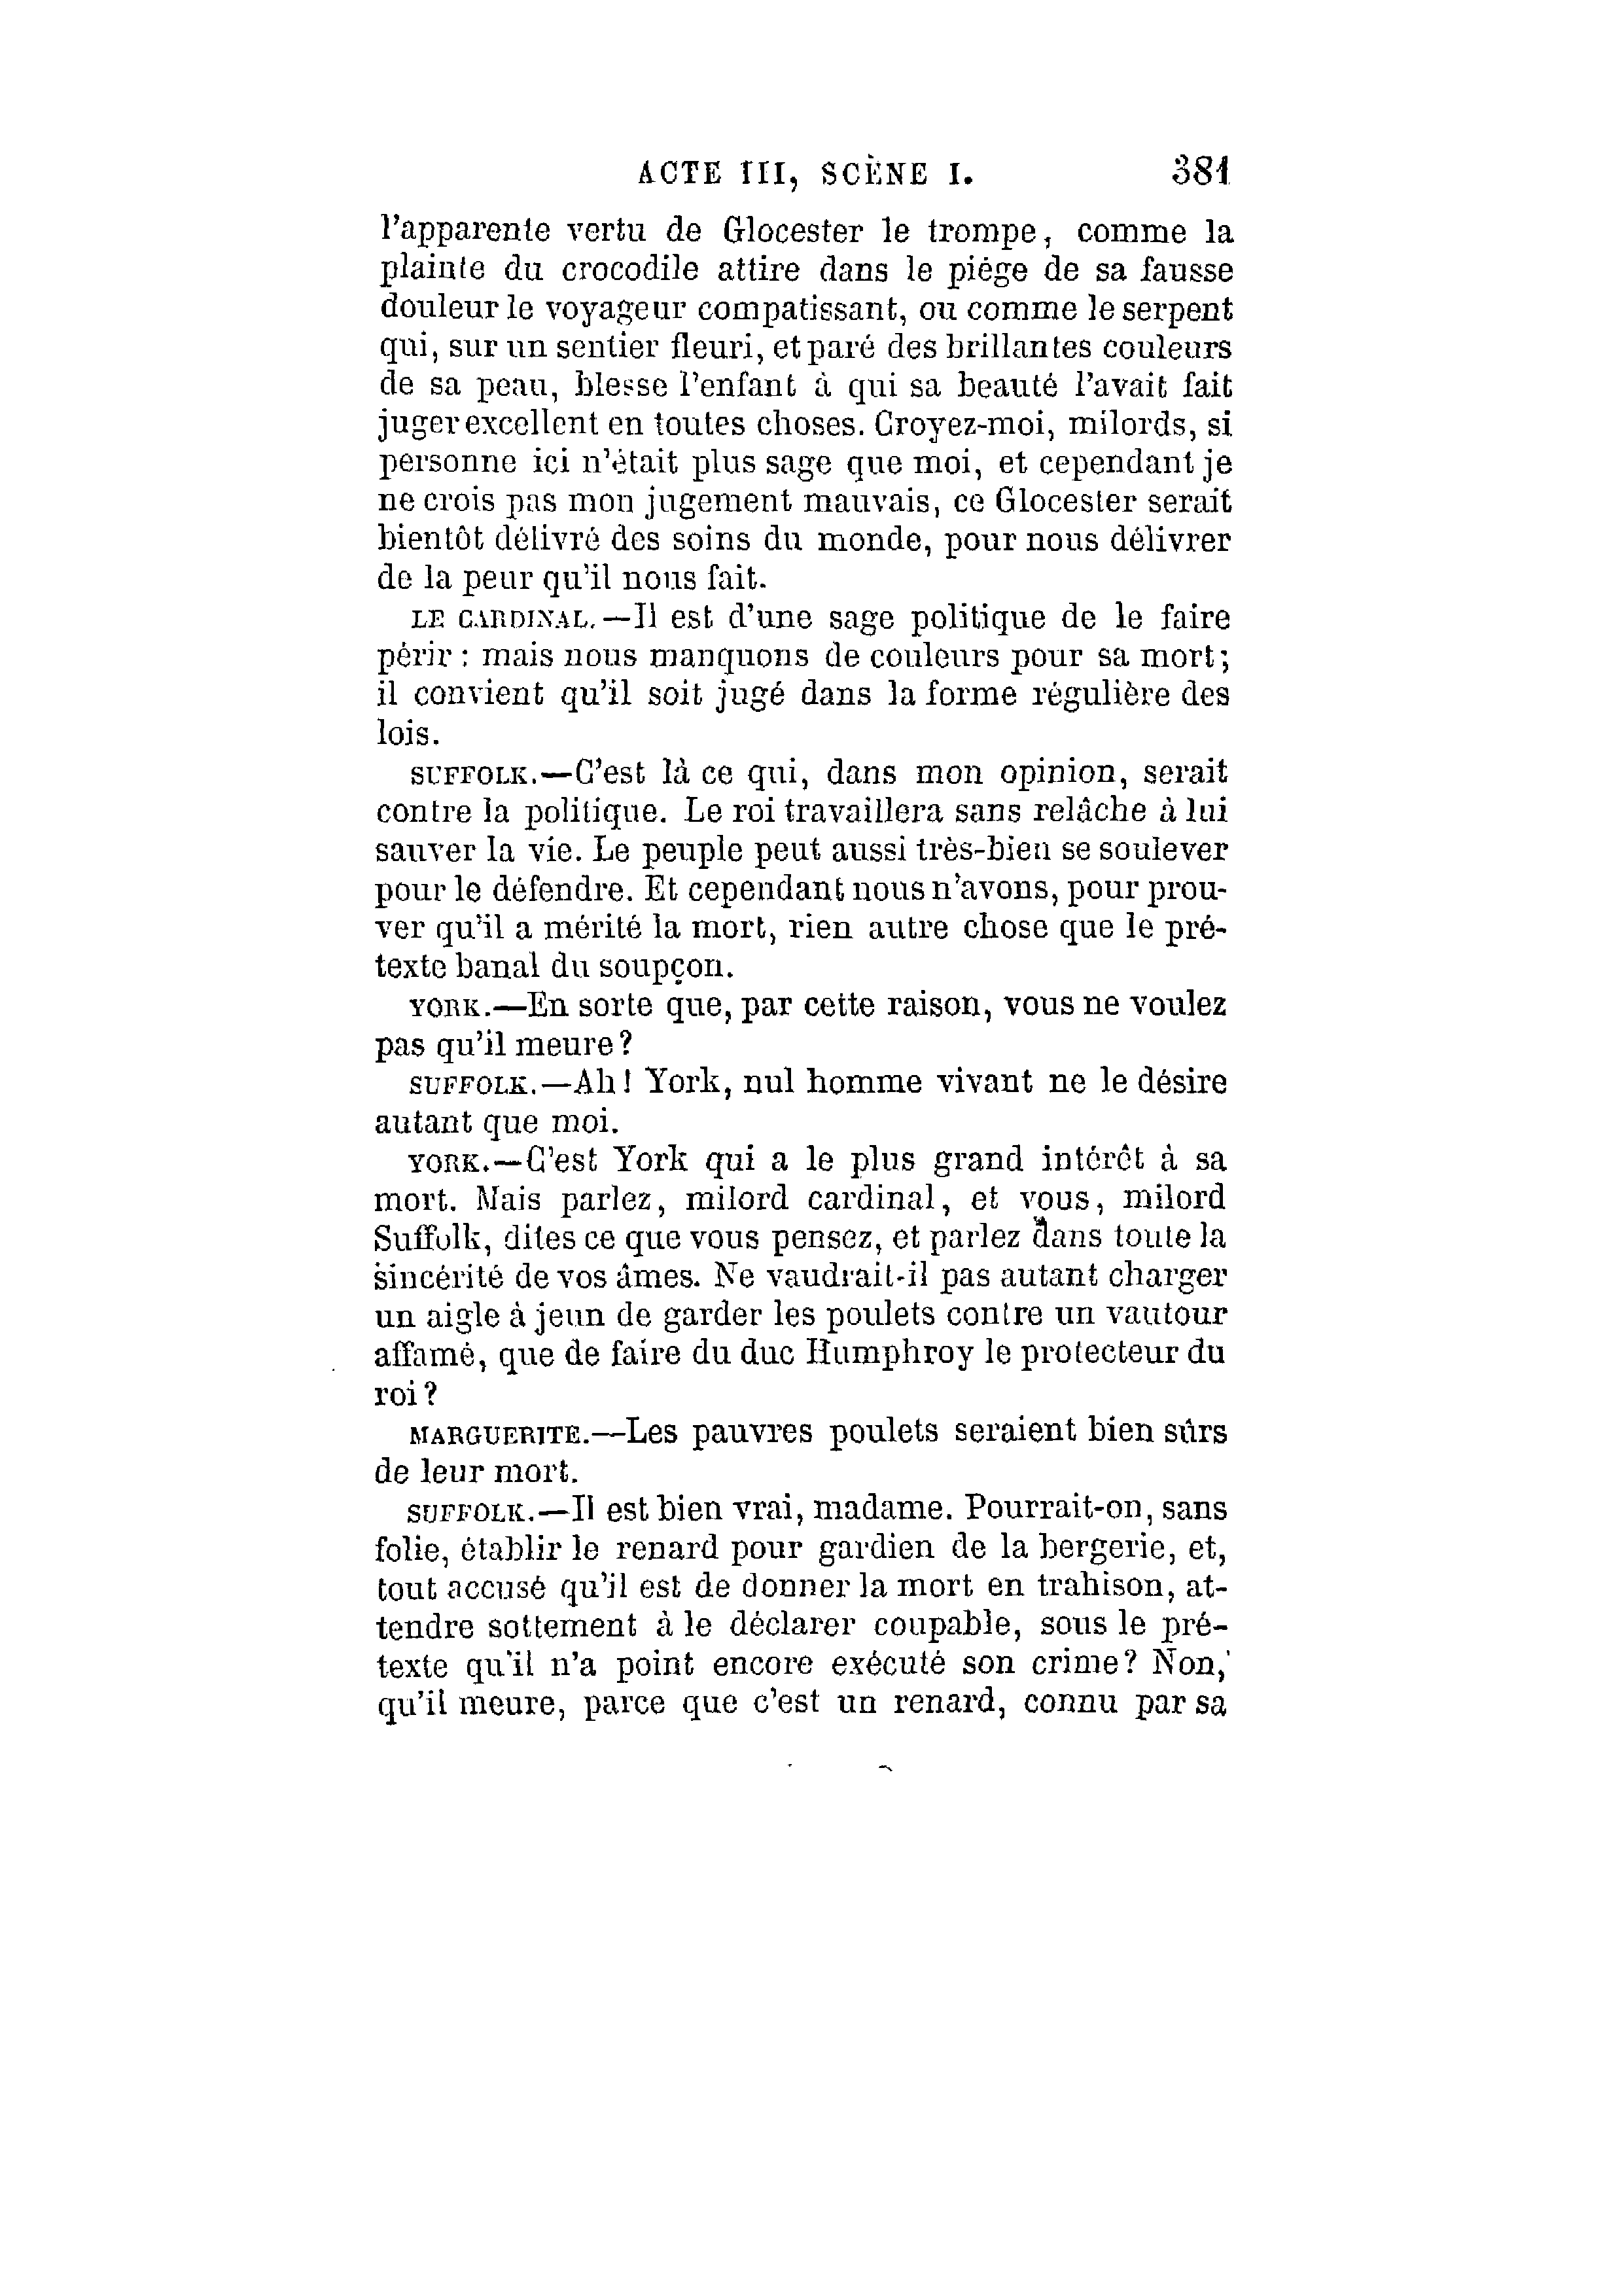 ACTE III, SCÈNE I. 381
l'apparente vertu de Glocester le trompe, comme la
plainte du crocodile attire dans le piége de sa fausse
douleur le voyageur compatissant, ou comme le serpent
qui, sur un sentier fleuri, et paré des brillantes couleurs
de sa peau, blesse l'enfant à qui sa beauté l'avait fait
juger excellent en toutes choses. Croyez-moi, milords, si
personne ici n'était plus sage que moi, et cependant je
ne crois pas mon jugement mauvais, ce Glocester serait
bientôt délivré des soins du monde, pour nous délivrer
de la peur qu'il nous fait.
LE CARDINAL.—Il est d'une sage politique de le faire
périr : mais nous manquons de couleurs pour sa mort;
il convient qu'il soit jugé dans la forme régulière des
lois.
SUFFOLK.—C'est là ce qui, dans mon opinion, serait
contre la politique. Le roi travaillera sans relâche à lui
sauver la vie. Le peuple peut aussi très-bien se soulever
pour le défendre. Et cependant nous n'avons, pour prou-
ver qu'il a mérité la mort, rien autre chose que le pré-
texte banal du soupçon.
YORK.—En sorte que, par cette raison, vous ne voulez
pas qu'il meure?
SUFFOLK.—Ah! York, nul homme vivant ne le désire
autant que moi.
YORK.—C'est York qui a le plus grand intérêt à sa
mort. Mais parlez, milord cardinal, et vous, milord
Suffolk, dites ce que vous pensez, et parlez dans toute la
sincérité de vos âmes. Ne vaudrait-il pas autant charger
un aigle à jeun de garder les poulets contre un vautour
affamé, que de faire du duc Humphroy le protecteur du
roi?
MARGUERITE.—Les pauvres poulets seraient bien sûrs
de leur mort.
SUFFOLK.—Il est bien vrai, madame. Pourrait-on, sans
folie, établir le renard pour gardien de la bergerie, et,
tout accusé qu'il est de donner la mort en trahison, at-
tendre sottement à le déclarer coupable, sous le pré-
texte qu'il n'a point encore exécuté son crime? Non,
qu'il meure, parce que c'est un renard, connu par sa